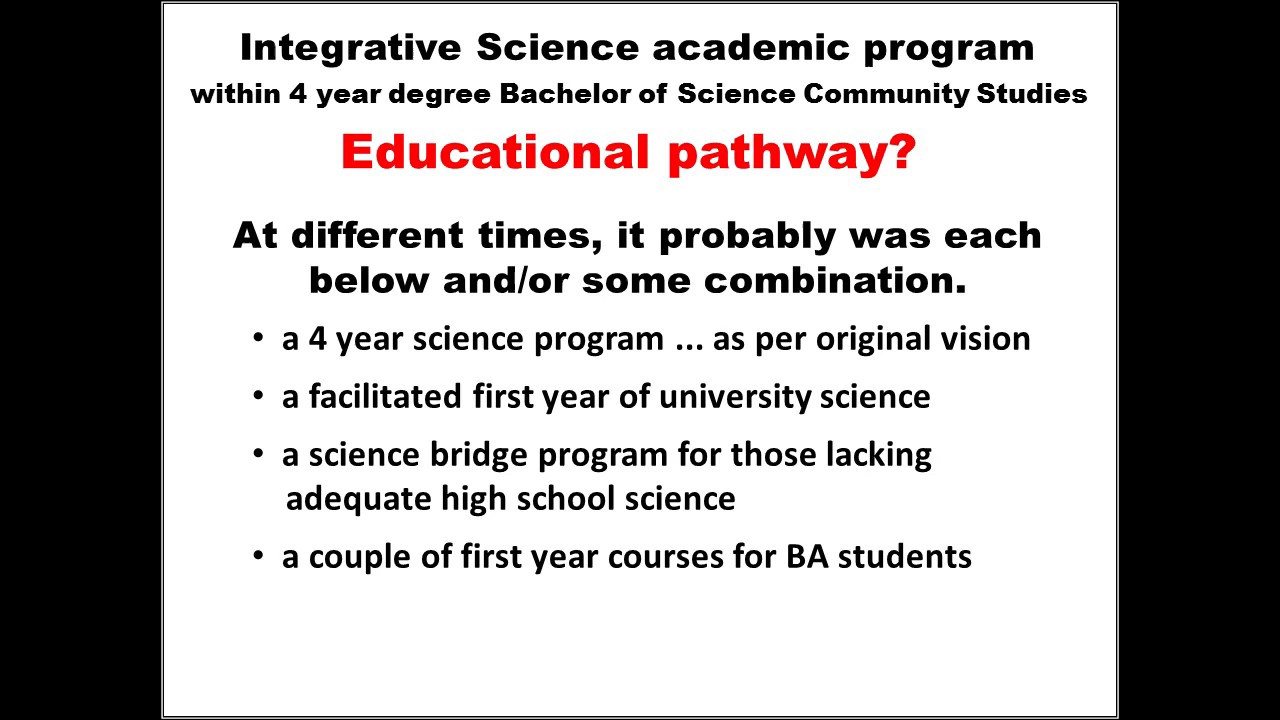 Integrative Science academic program
within 4 year degree Bachelor of Science Community Studies
Educational pathway?
At different times, it probably was each
below and/or some combination.
• a 4 year science program ... as per original vision
• a facilitated first year of university science
• a science bridge program for those lacking
adequate high school science
• a couple of first year courses for BA students